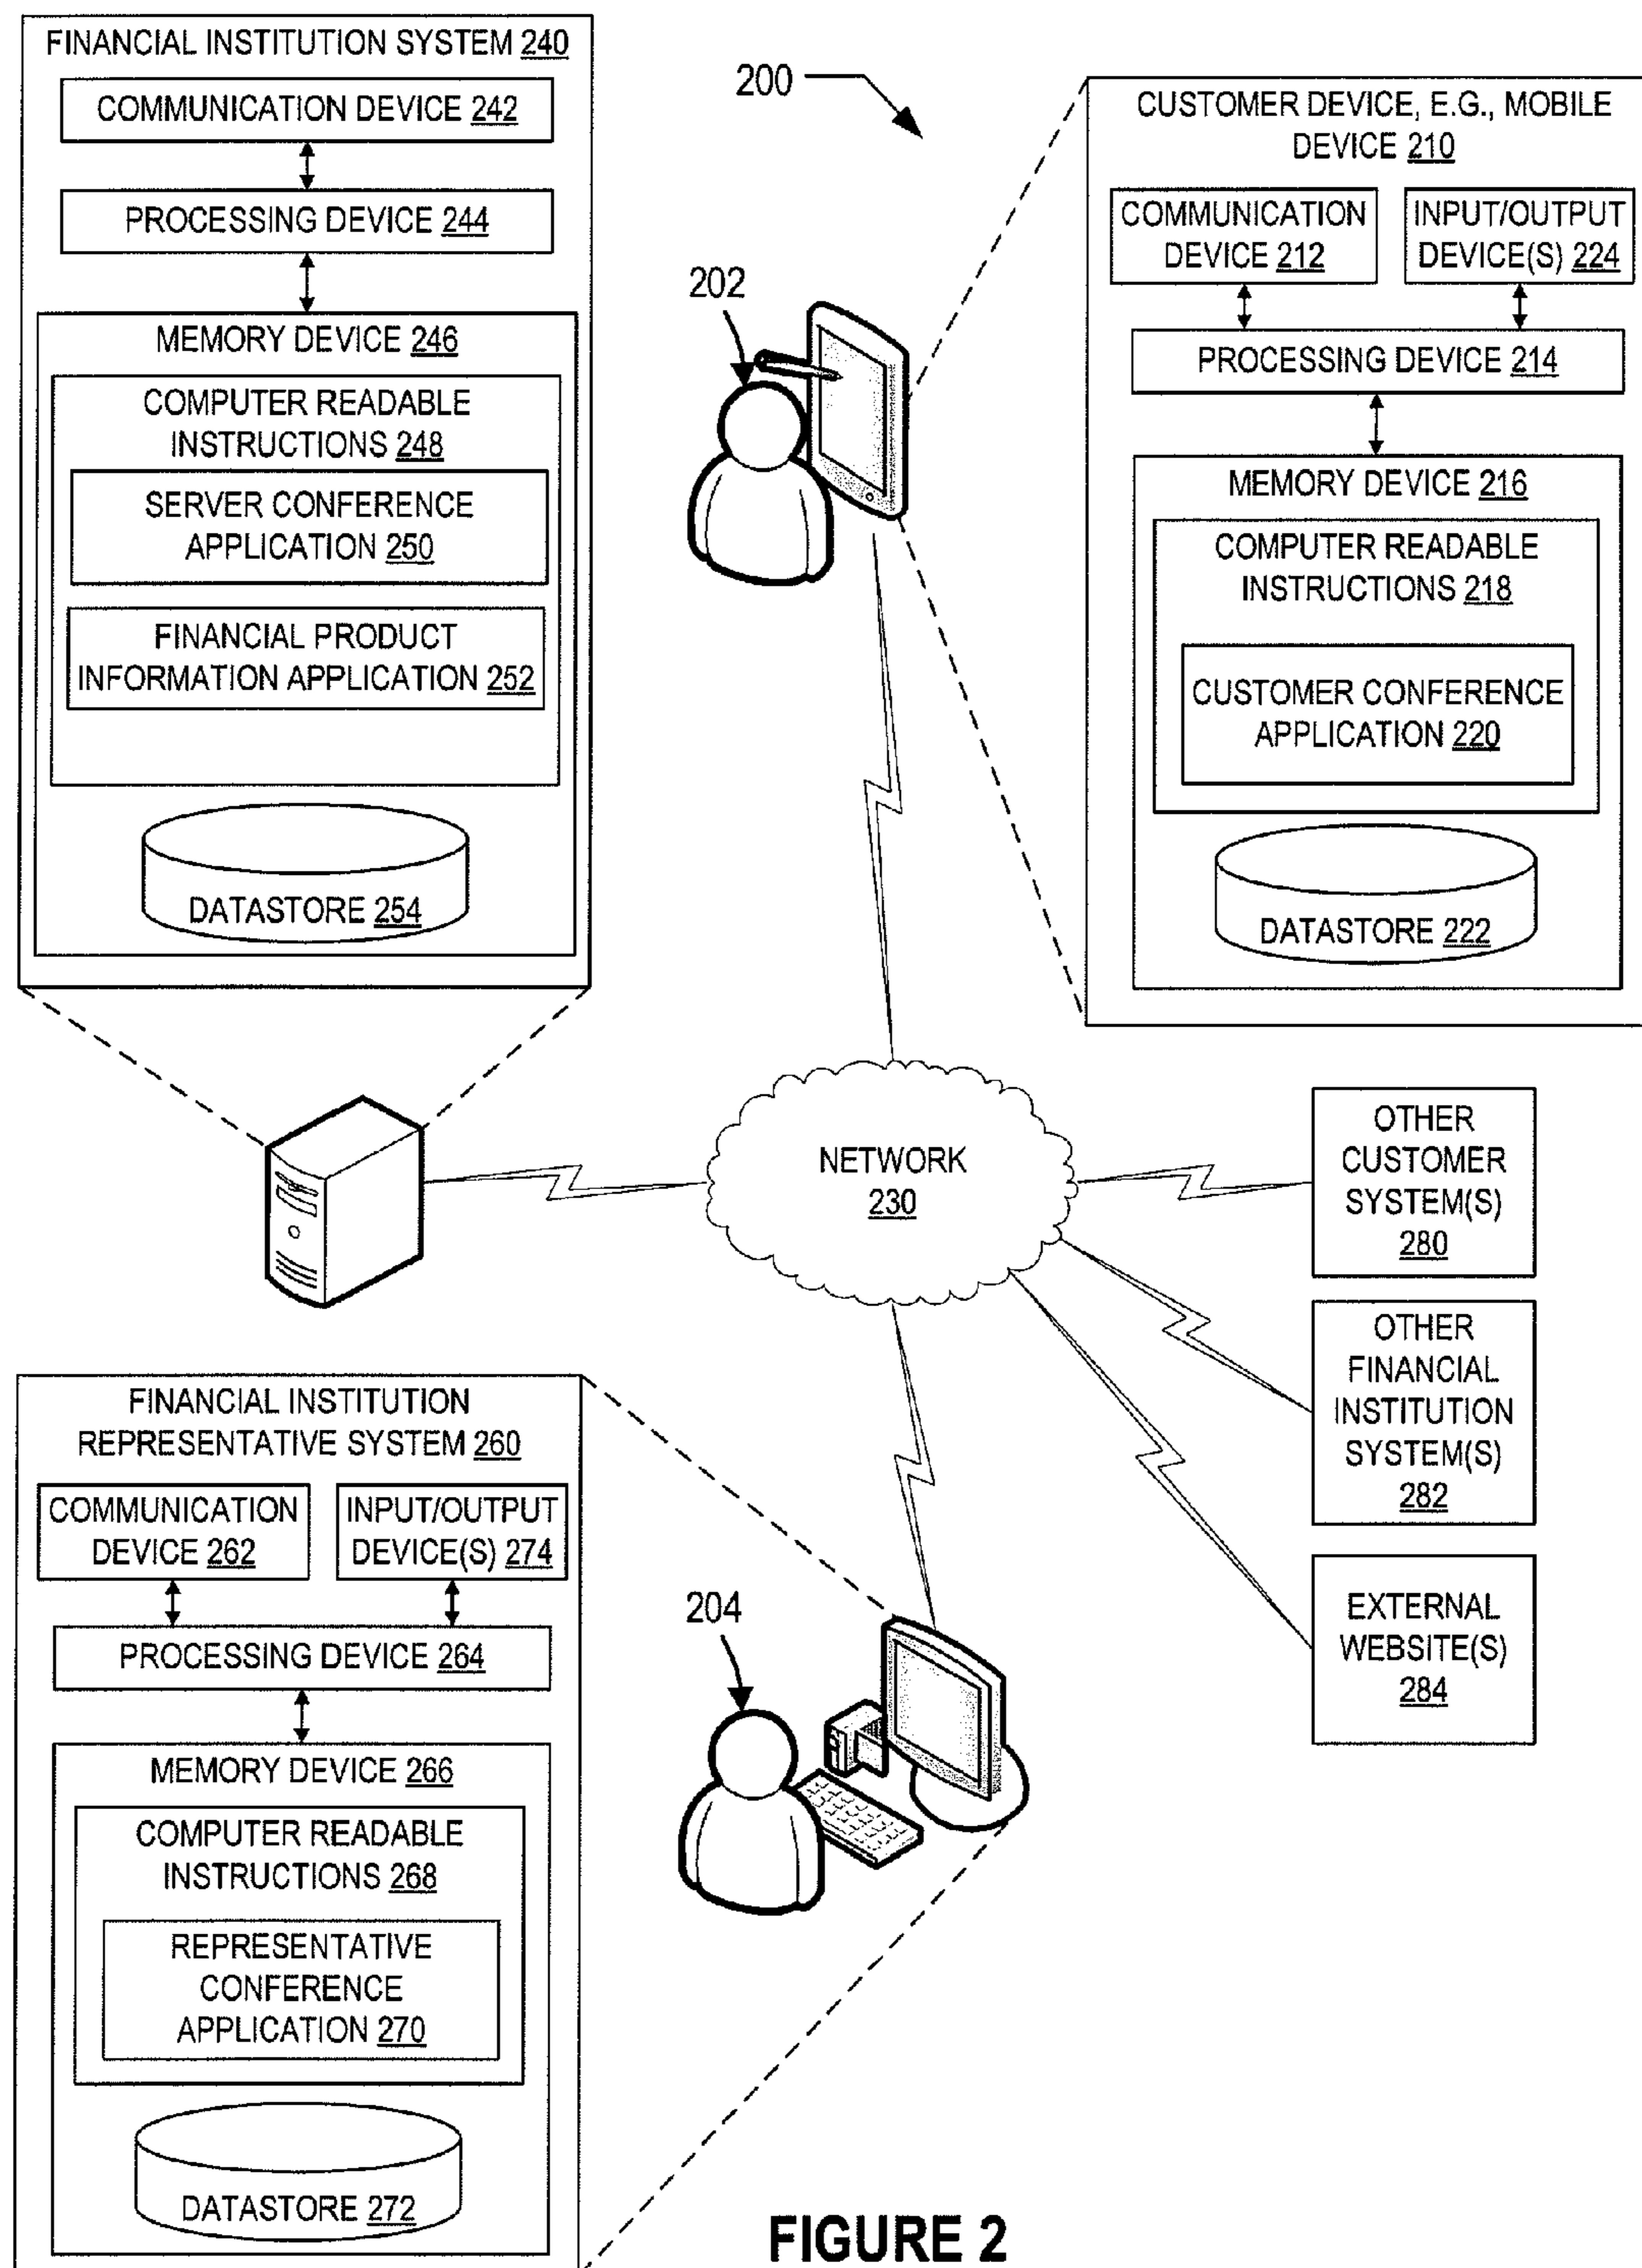 FINANCIAL INSTITUTION SYSTEM 240
COMMUNICATION DEVICE 242
PROCESSING DEVICE 244
MEMORY DEVICE 246
COMPUTER READABLE
INSTRUCTIONS 248
SERVER CONFERENCE
APPLICATION 250
FINANCIAL PRODUCT
INFORMATION APPLICATION 252
DATASTORE 254
200
202
CUSTOMER DEVICE, E.G., MOBILE
DEVICE 210
COMMUNICATION
DEVICE 212
INPUT/OUTPUT
DEVICE(S) 224
PROCESSING DEVICE 214
MEMORY DEVICE 216
COMPUTER READABLE
INSTRUCTIONS 218
CUSTOMER CONFERENCE
APPLICATION 220
DATASTORE 222
NETWORK
230
OTHER
CUSTOMER
SYSTEM(S)
280
OTHER
FINANCIAL
INSTITUTION
SYSTEM(S)
282
EXTERNAL
WEBSITE(S)
284
FINANCIAL INSTITUTION
REPRESENTATIVE SYSTEM 260
COMMUNICATION
DEVICE 262
INPUT/OUTPUT
DEVICE(S) 274
PROCESSING DEVICE 264
MEMORY DEVICE 266
COMPUTER READABLE
INSTRUCTIONS 268
REPRESENTATIVE
CONFERENCE
APPLICATION 270
DATASTORE 272
204
FIGURE 2